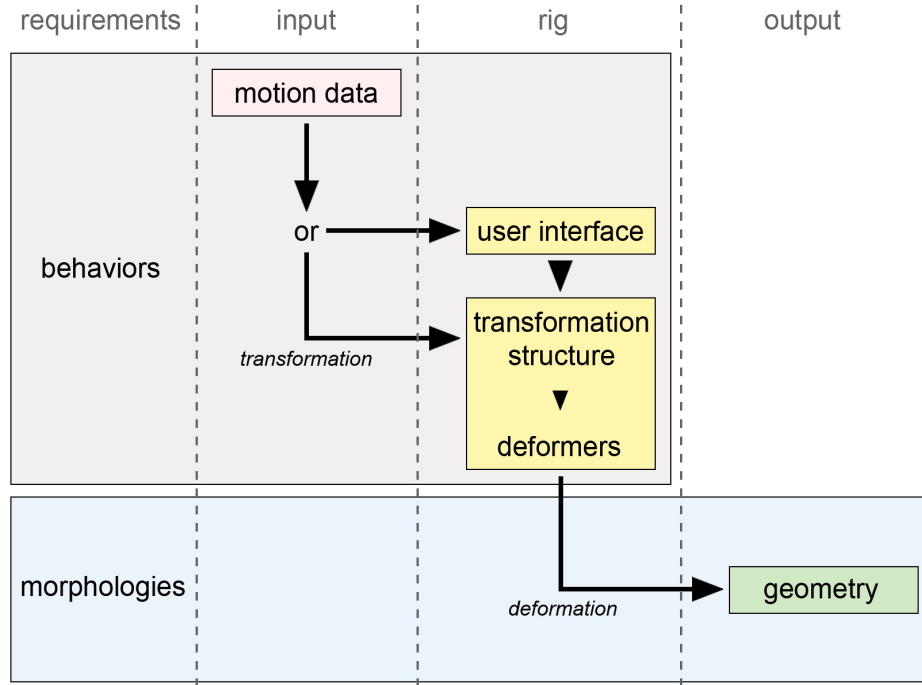 requirements
input
rig
output
motion data
or
user interface
behaviors
transformation
structure
transformation
deformers
morphologies
geometry
deformation